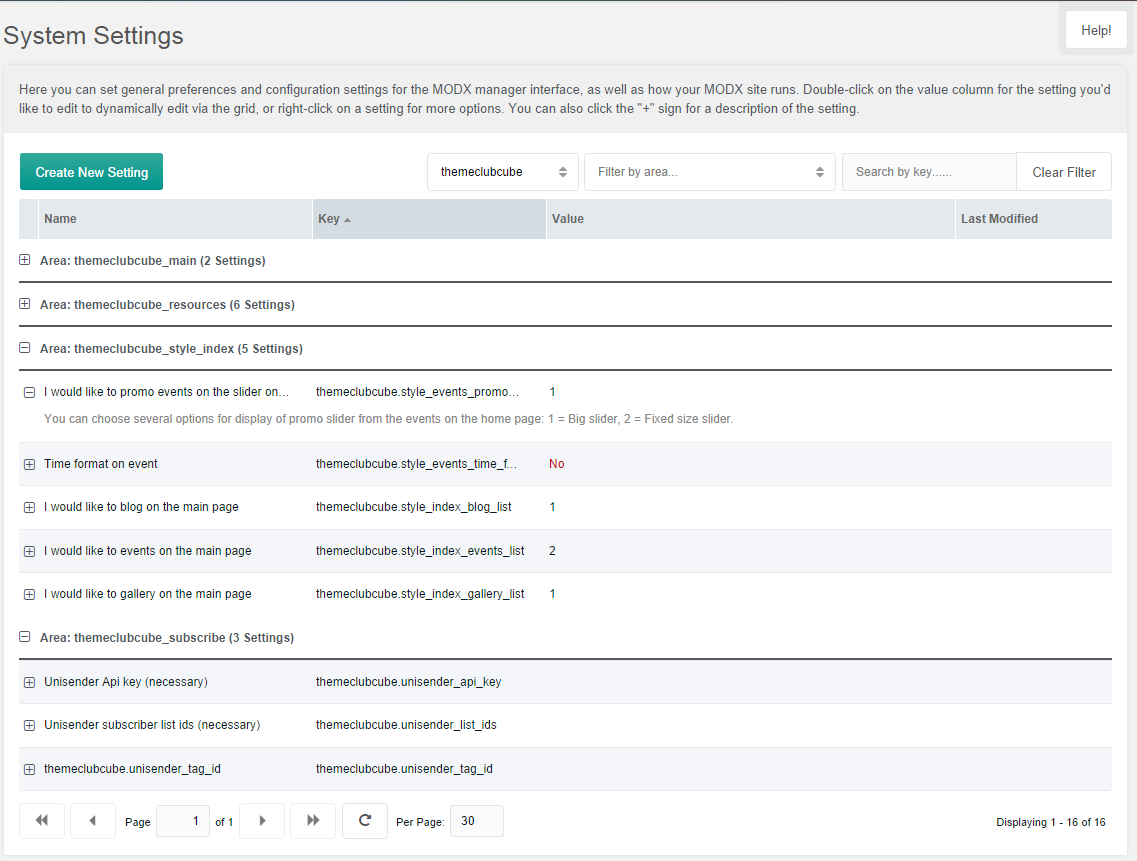 System Settings
Help!
Here you can set general preferences and configuration settings for the MODX manager interface, as well as how your MODX site runs. Double-click on the value column for the setting you'd
like to edit to dynamically edit via the grid, or right-click on a setting for more options. You can also click the "+" sign for a description of the setting.
Create New Setting themeclubcube Filter by area... Search by key...... Clear Filter
Name Key Value Last Modified
Area: themeclubcube_main (2 Settings)
Area: themeclubcube_resources (6 Settings)
Area: themeclubcube_style_index (5 Settings)
I would like to promo events on the slider on... themeclubcube.style_events_promo... 1
You can choose several options for display of promo slider from the events on the home page: 1 = Big slider, 2 = Fixed size slider.
Time format on event themeclubcube.style_events_time_f... No
I would like to blog on the main page themeclubcube.style_index_blog_list 1
I would like to events on the main page themeclubcube.style_index_events_list 2
I would like to gallery on the main page themeclubcube.style_index_gallery_list 1
Area: themeclubcube_subscribe (3 Settings)
Unisender Api key (necessary) themeclubcube.unisender_api_key
Unisender subscriber list ids (necessary) themeclubcube.unisender_list_ids
themeclubcube.unisender_tag_id themeclubcube.unisender_tag_id
Page 1 of 1 Per Page: 30 Displaying 1 - 16 of 16